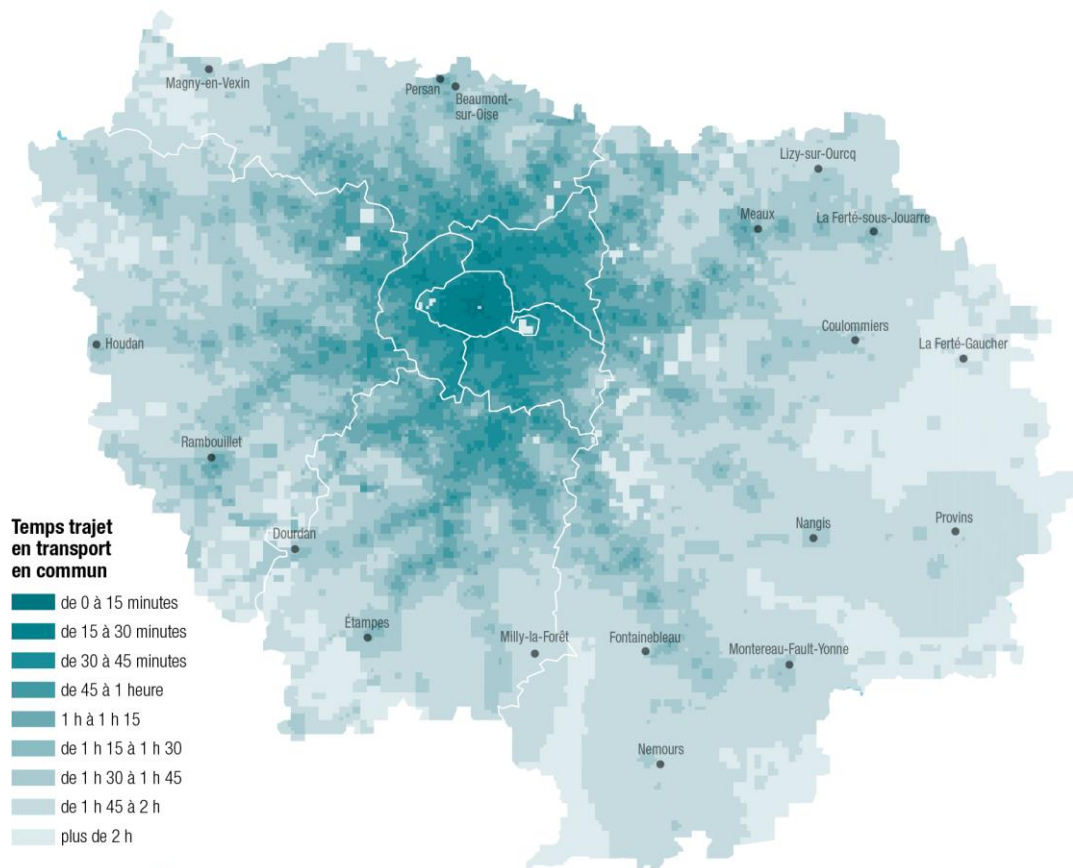 Magny-en-Vexin
Persan
Beaumont-
sur-Oise
Lizy-sur-Ourcq
Meaux
La Ferté-sous-Jouarre
Houdan
Coulommiers
La Ferté-Gaucher
Rambouillet
Dourdan
Nangis
Provins
Étampes
Milly-la-Forêt
Fontainebleau
Montereau-Fault-Yonne
Nemours
Temps trajet
en transport
en commun
de 0 à 15 minutes
de 15 à 30 minutes
de 30 à 45 minutes
de 45 à 1 heure
1 h à 1 h 15
de 1 h 15 à 1 h 30
de 1 h 30 à 1 h 45
de 1 h 45 à 2 h
plus de 2 h